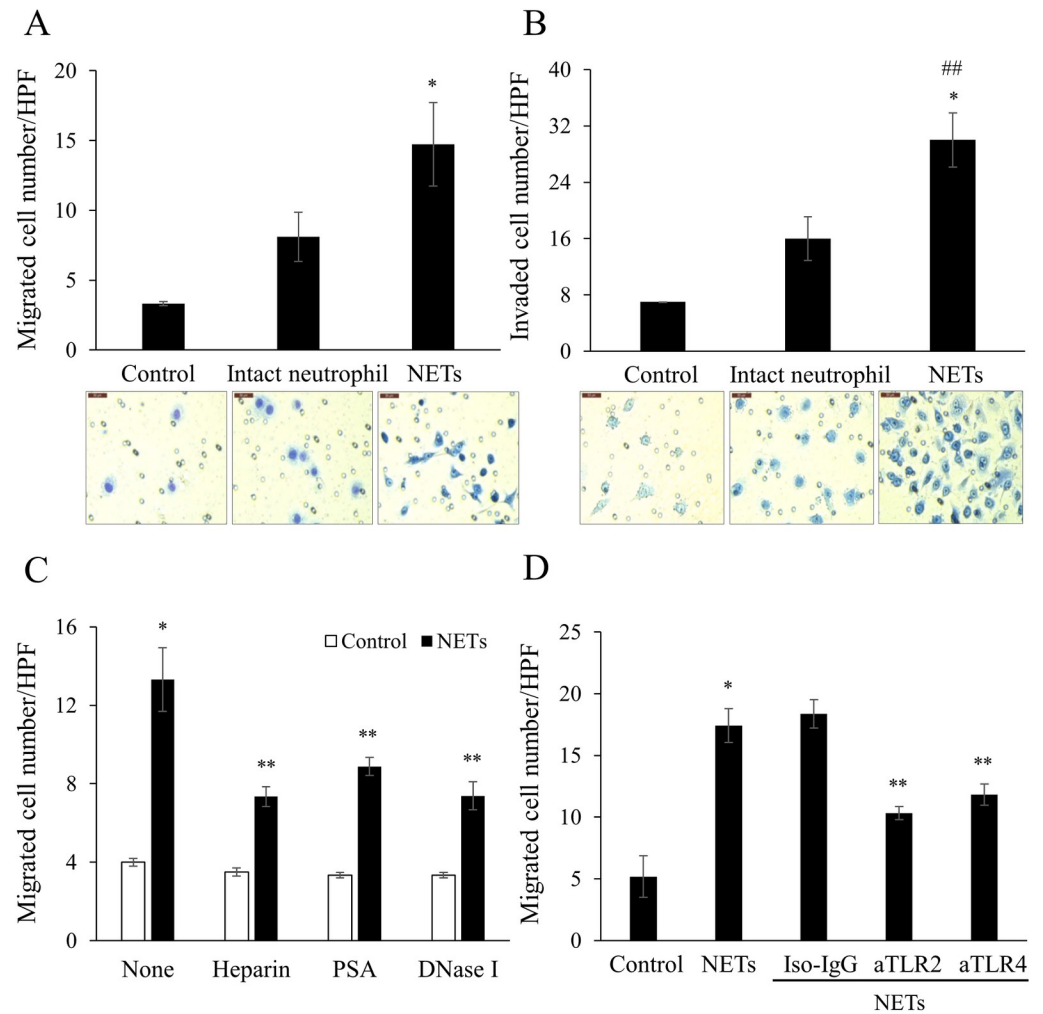 A
Migrated cell number/HPF
20
15
10
5
0
*
Control Intact neutrophil NETs
B
Invaded cell number/HPF
40
32
24
16
8
0
##
*
Control Intact neutrophil NETs
C
Migrated cell number/HPF
16
12
8
4
0
Control NETs
*
**
**
**
None Heparin PSA DNase I
D
Migrated cell number/HPF
25
20
15
10
5
0
*
**
**
Control NETs Iso-IgG aTLR2 aTLR4
NETs